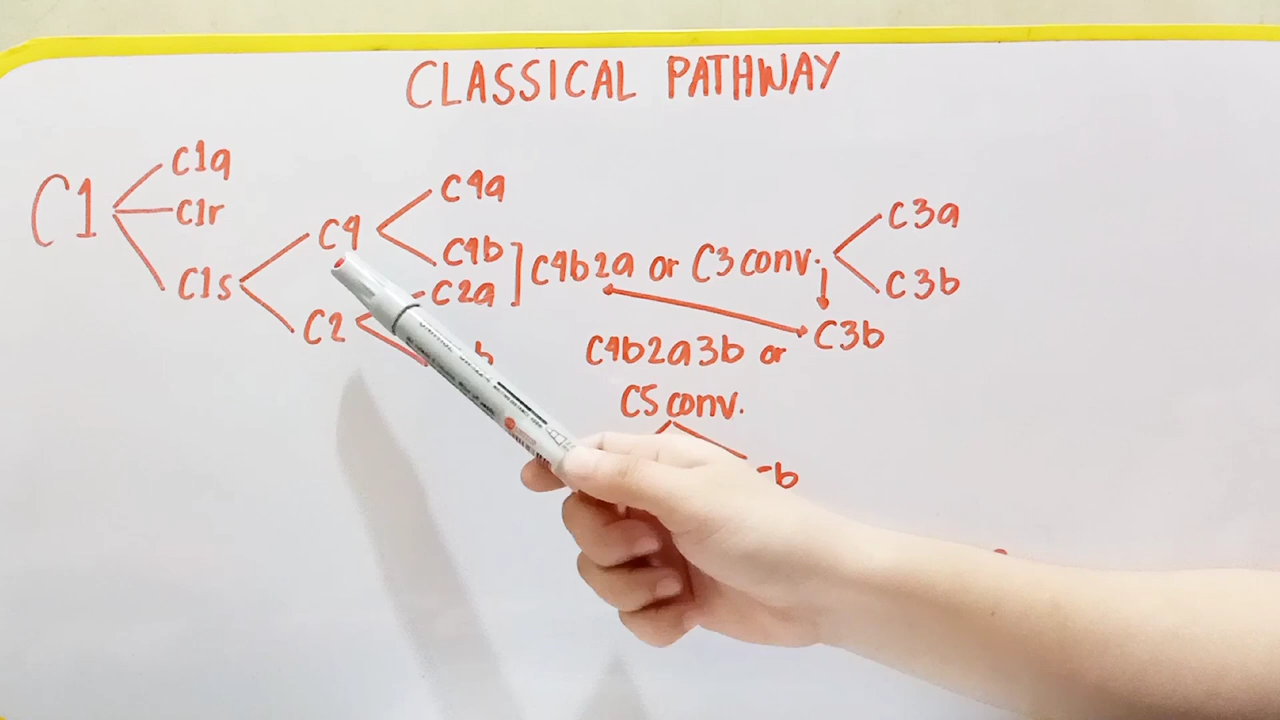 CLASSICAL PATHWAY
C1
C1q
C1r
C1s
C4
C2
C4a
C4b
C2a
b
C4b2a or C3 conv.
C3a
C3b
C3b
C4b2a3b or
C5 conv.
b